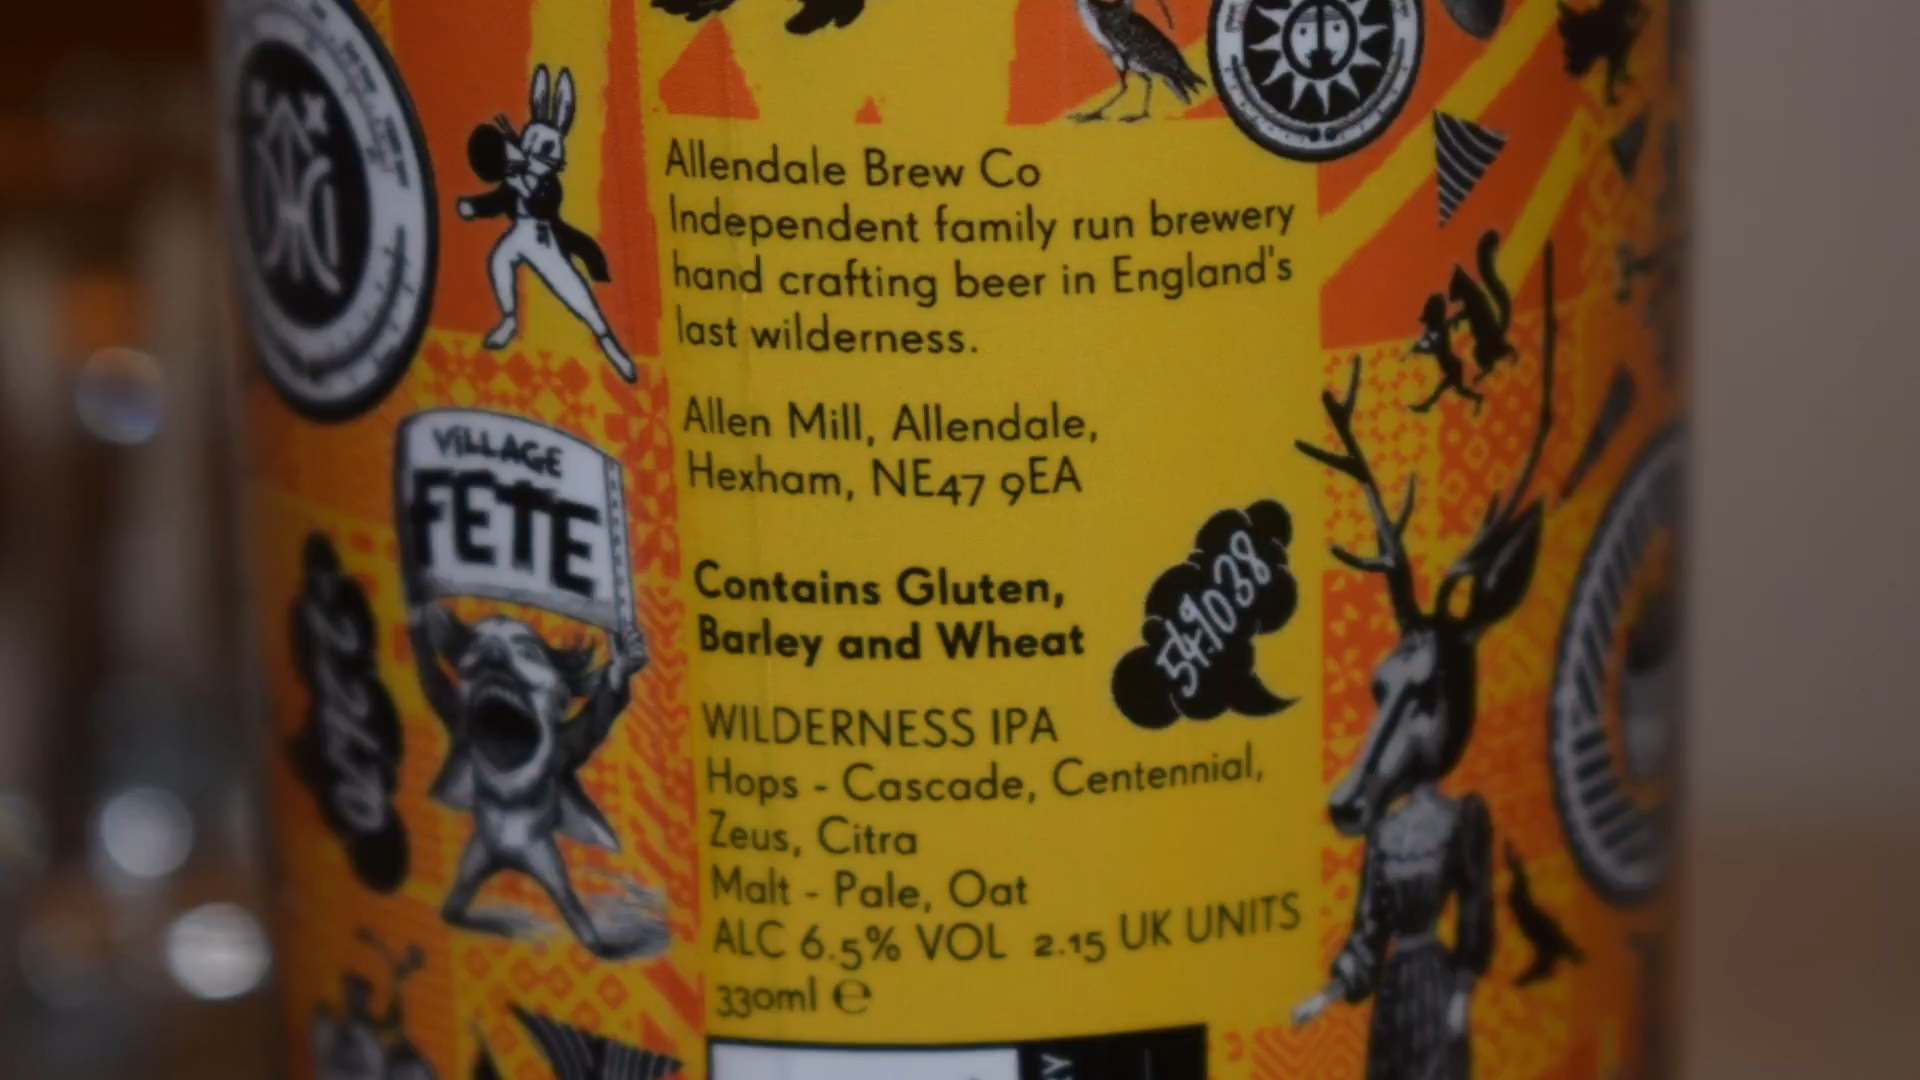 Allendale Brew Co
Independent family run brewery
hand crafting beer in England's
last wilderness.
Allen Mill, Allendale,
Hexham, NE47 9EA
Contains Gluten,
Barley and Wheat
54.9038
WILDERNESS IPA
Hops - Cascade, Centennial,
Zeus, Citra
Malt - Pale, Oat
ALC 6.5% VOL 2.15 UK UNITS
330ml ℮
VILLAGE
FETE